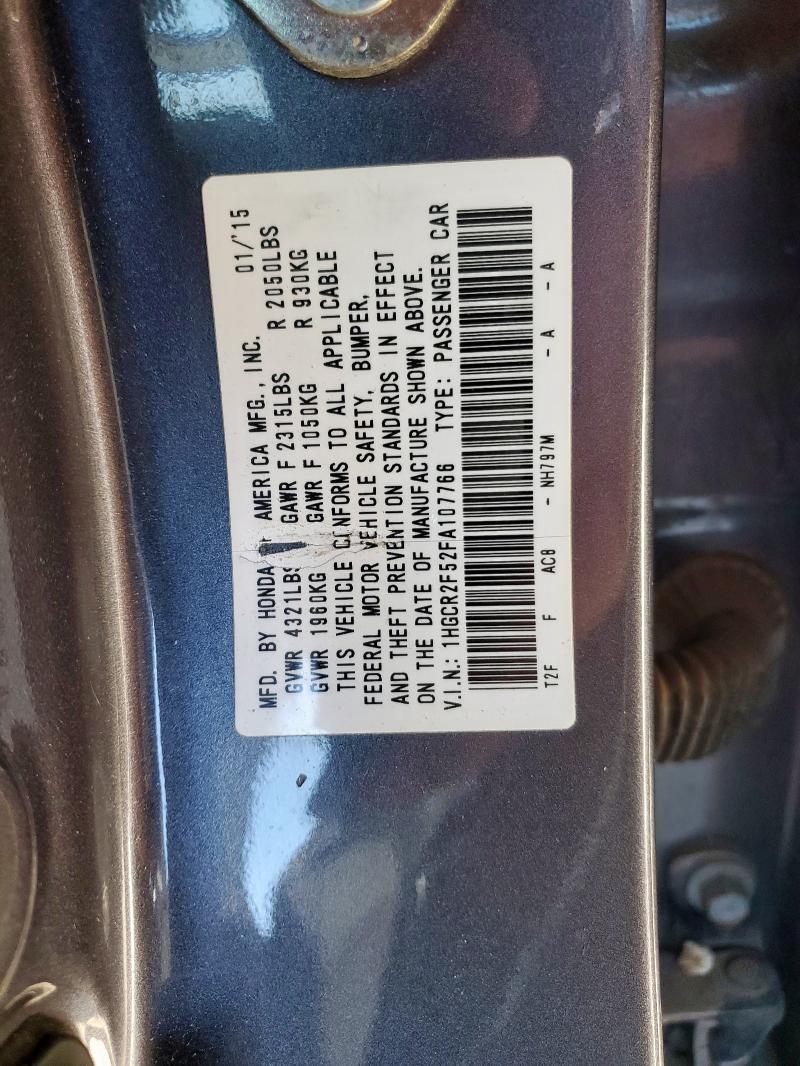 MFD. BY HONDA AMERICA MFG., INC. 01/'15
GVWR 4321LBS GAWR F 2315LBS R 2050LBS
GVWR 1960KG GAWR F 1050KG R 930KG
THIS VEHICLE CONFORMS TO ALL APPLICABLE
FEDERAL MOTOR VEHICLE SAFETY, BUMPER,
AND THEFT PREVENTION STANDARDS IN EFFECT
ON THE DATE OF MANUFACTURE SHOWN ABOVE.
V.I.N.: 1HGCR2F52FA107766 TYPE: PASSENGER CAR
T2F F AC8 - NH797M - A - A